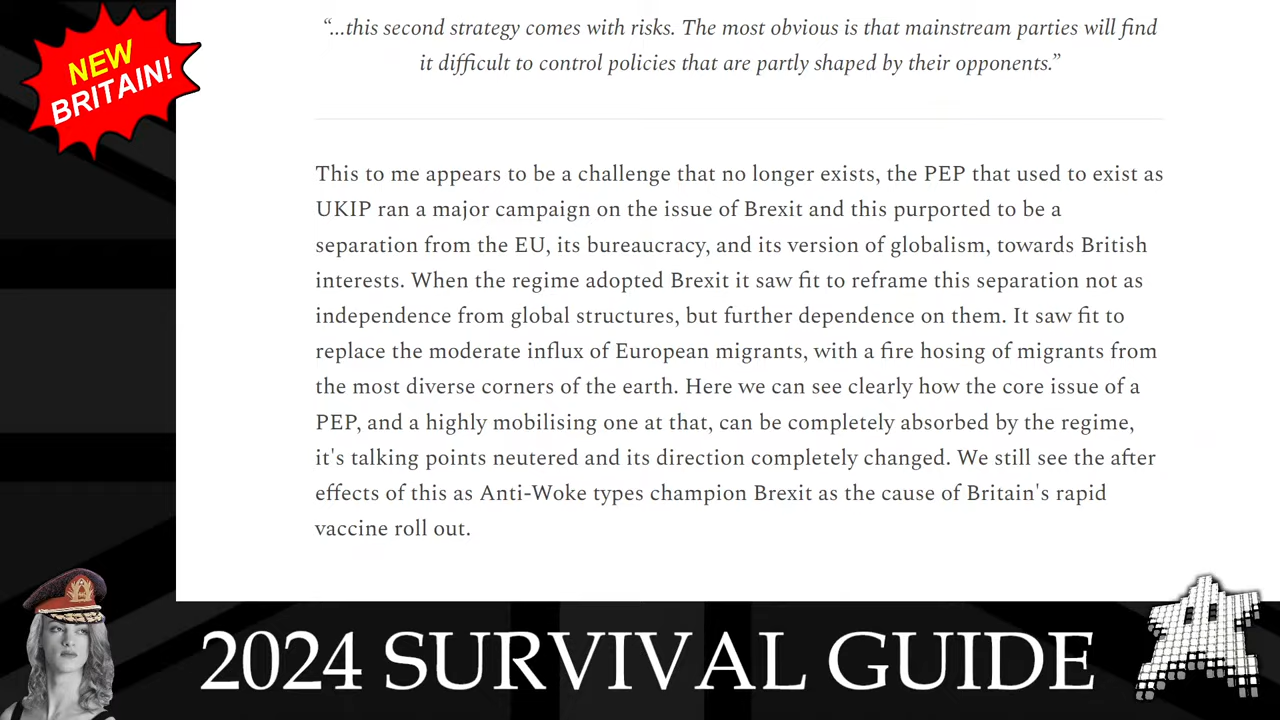 NEW
BRITAIN!
“...this second strategy comes with risks. The most obvious is that mainstream parties will find
it difficult to control policies that are partly shaped by their opponents.”
This to me appears to be a challenge that no longer exists, the PEP that used to exist as
UKIP ran a major campaign on the issue of Brexit and this purported to be a
separation from the EU, its bureaucracy, and its version of globalism, towards British
interests. When the regime adopted Brexit it saw fit to reframe this separation not as
independence from global structures, but further dependence on them. It saw fit to
replace the moderate influx of European migrants, with a fire hosing of migrants from
the most diverse corners of the earth. Here we can see clearly how the core issue of a
PEP, and a highly mobilising one at that, can be completely absorbed by the regime,
it's talking points neutered and its direction completely changed. We still see the after
effects of this as Anti-Woke types champion Brexit as the cause of Britain's rapid
vaccine roll out.
2024 SURVIVAL GUIDE